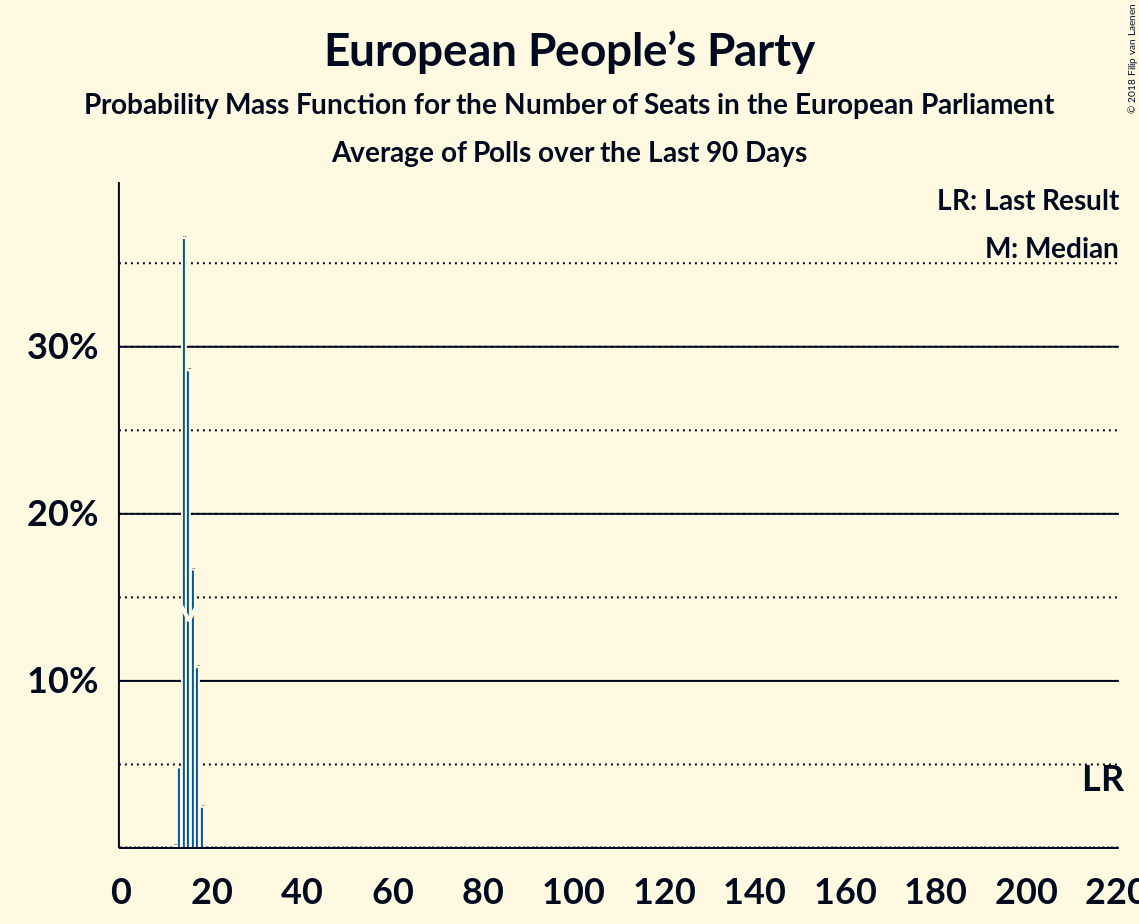 European People’s Party
Probability Mass Function for the Number of Seats in the European Parliament
Average of Polls over the Last 90 Days
© 2018 Filip van Laenen
LR: Last Result
M: Median
30%
20%
10%
LR
0 20 40 60 80 100 120 140 160 180 200 220